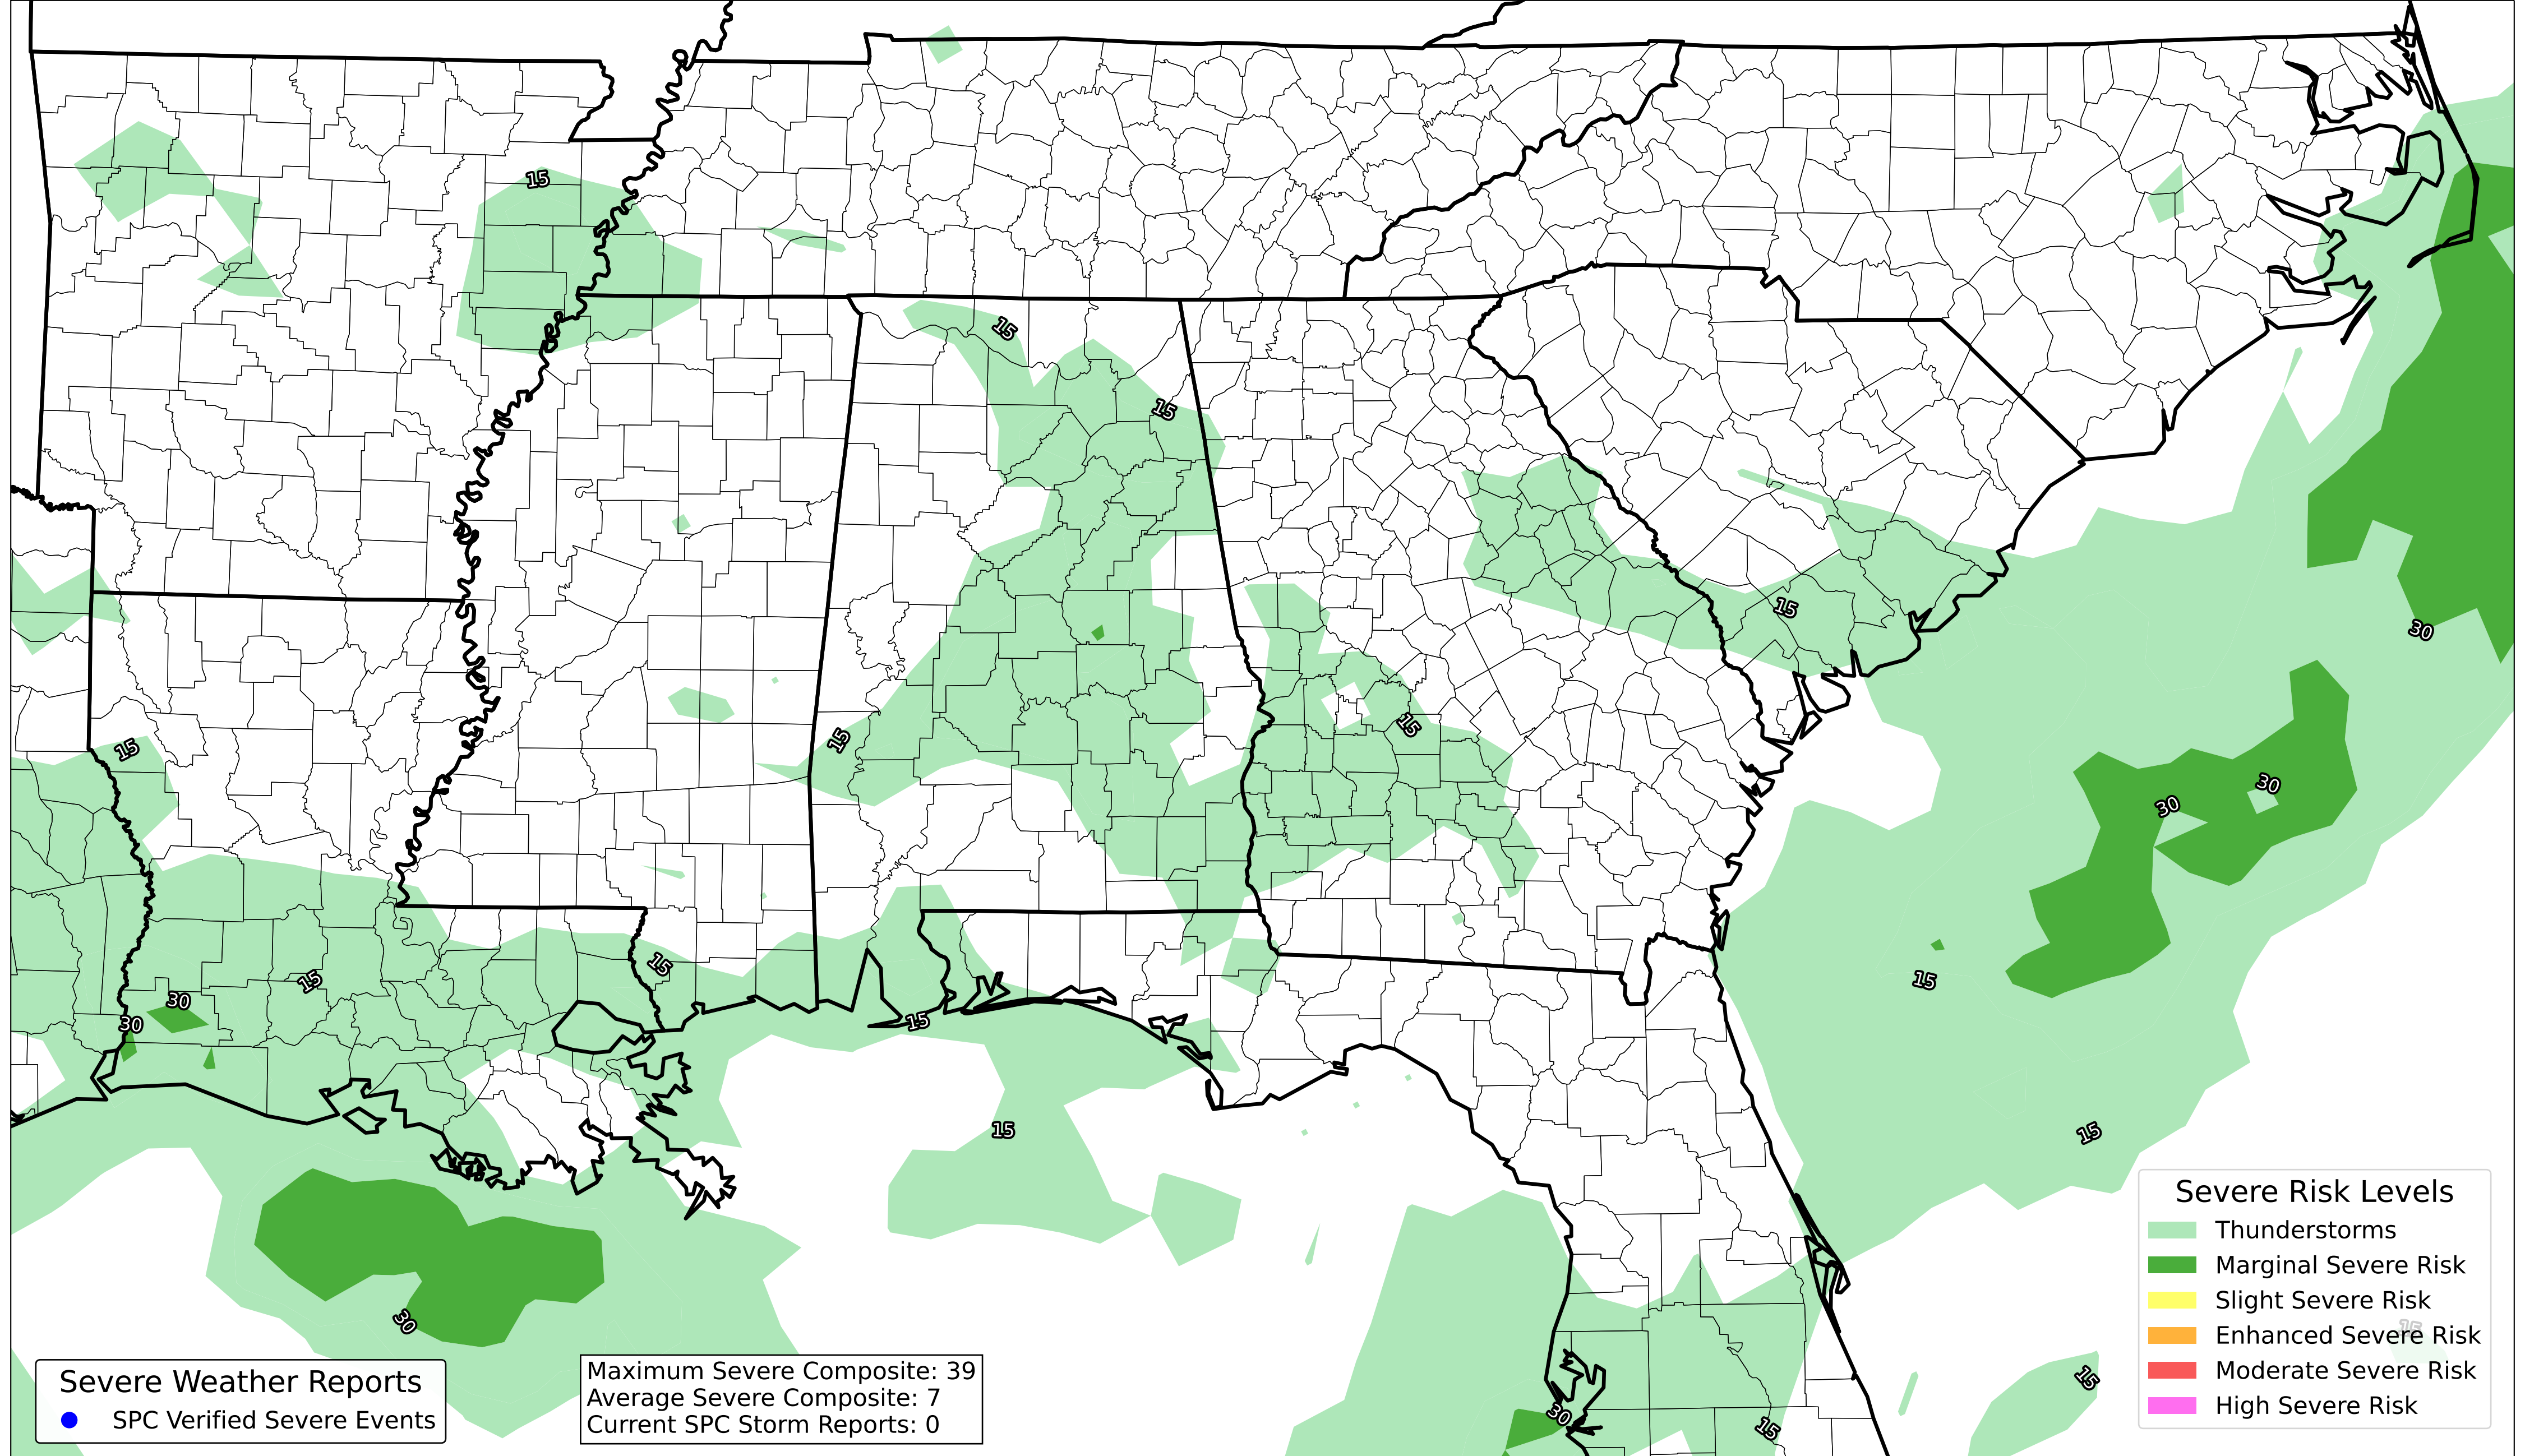 15
15
15
15
15
30
15
15
15
30
30
15
15
30
30
15
15
15
15
15
30
15
30
15
15
Severe Risk Levels
Thunderstorms
Marginal Severe Risk
Slight Severe Risk
Enhanced Severe Risk
Moderate Severe Risk
High Severe Risk
Severe Weather Reports
SPC Verified Severe Events
Maximum Severe Composite: 39
Average Severe Composite: 7
Current SPC Storm Reports: 0